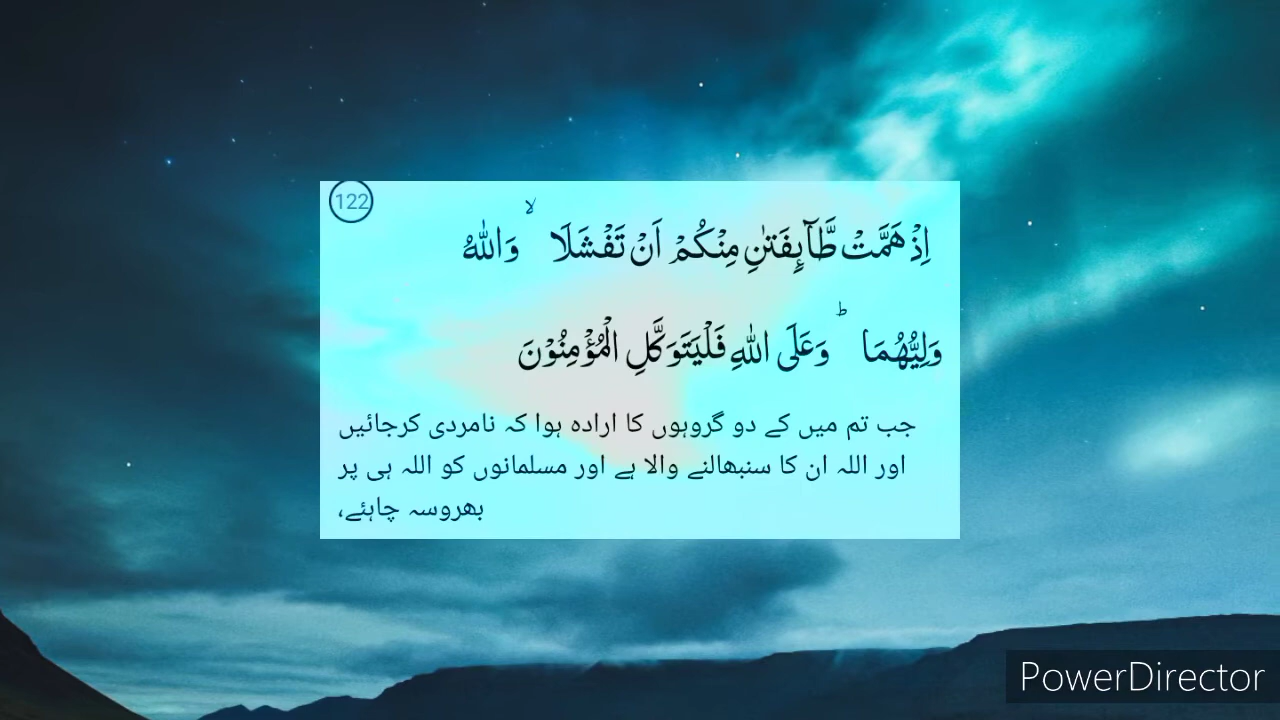 122
اِذْ هَمَّتْ طَّآىِٕفَتٰنِ مِنْكُمْ اَنْ تَفْشَلَا ۙ وَاللّٰهُ
وَلِيُّهُمَا ؕ وَعَلَى اللّٰهِ فَلْيَتَوَكَّلِ الْمُؤْمِنُوْنَ
جب تم میں کے دو گروہوں کا ارادہ ہوا کہ نامردی کرجائیں
اور اللہ ان کا سنبھالنے والا ہے اور مسلمانوں کو اللہ ہی پر
بھروسہ چاہئے،
PowerDirector